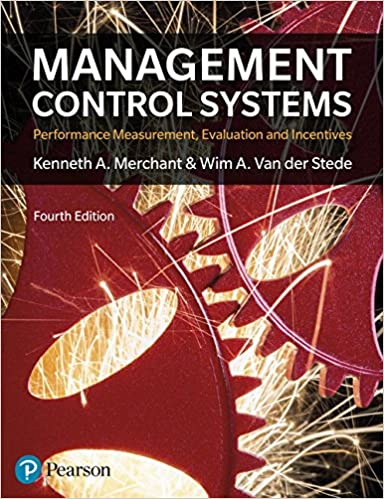 MANAGEMENT
CONTROL SYSTEMS
Performance Measurement, Evaluation and Incentives
Kenneth A. Merchant & Wim A. Van der Stede
Fourth Edition
Pearson